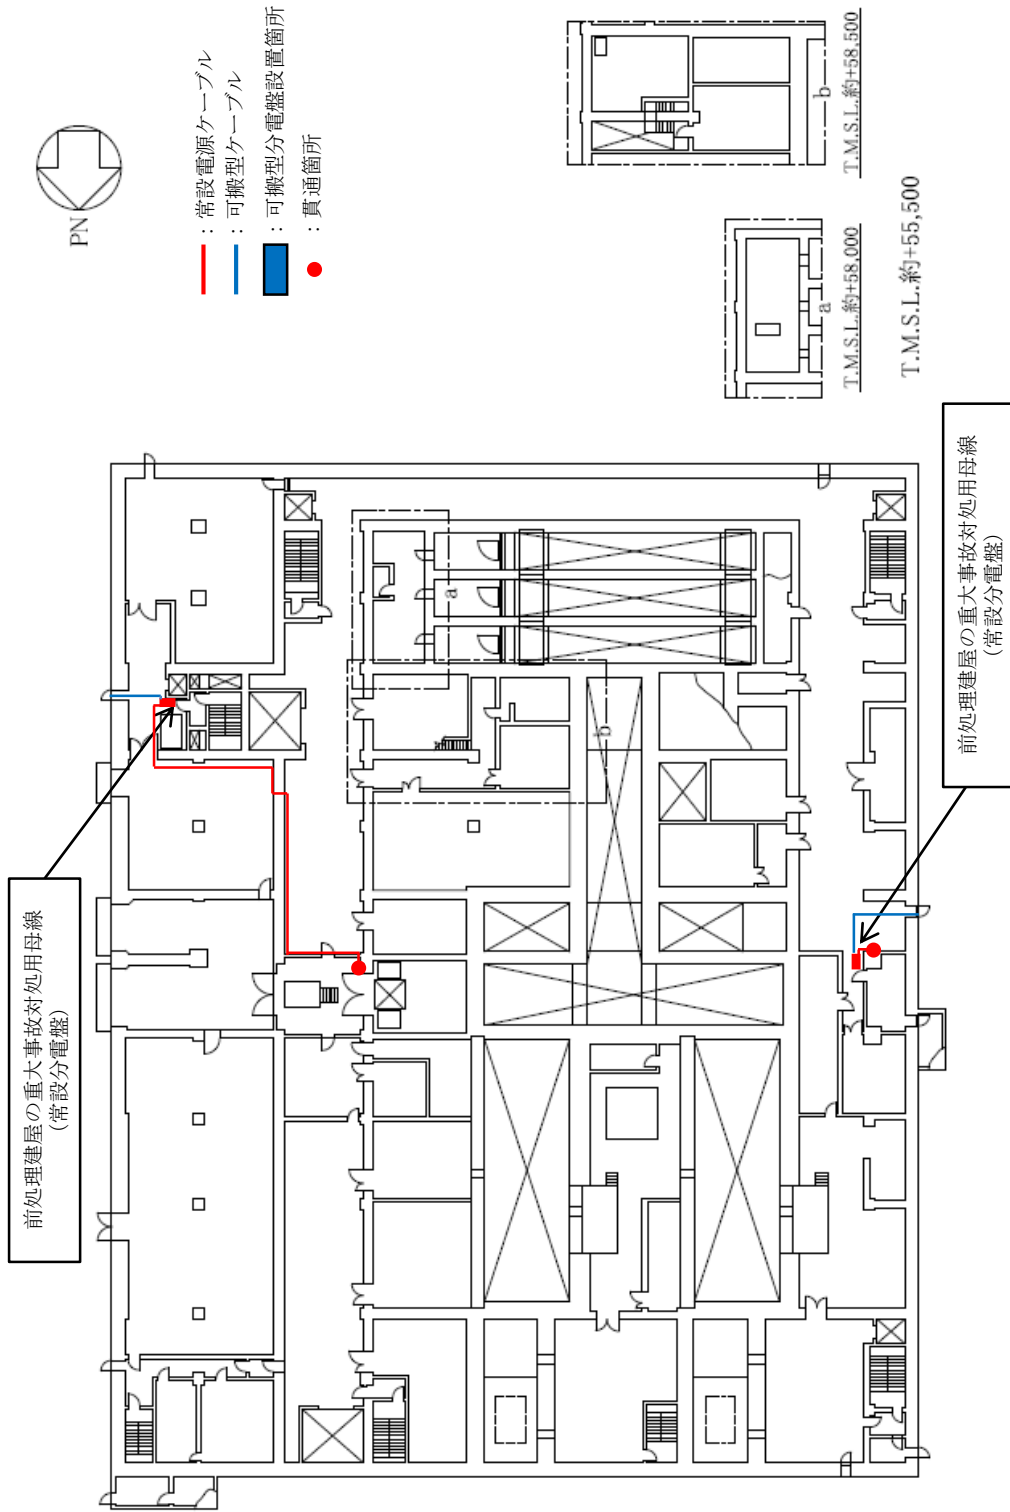 PN
：常設電源ケーブル
：可搬型ケーブル
：可搬型分電盤設置箇所
：貫通箇所
前処理建屋の重大事故対処用母線
（常設分電盤）
a
b
前処理建屋の重大事故対処用母線
（常設分電盤）
a
T.M.S.L.約+58,000
b
T.M.S.L.約+58,500
T.M.S.L.約+55,500